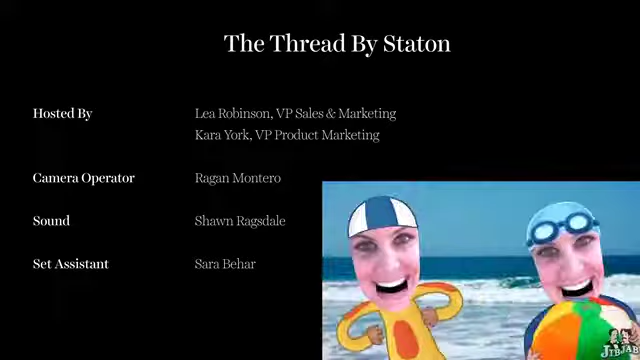 The Thread By Staton
Hosted By Lea Robinson, VP Sales & Marketing
Kara York, VP Product Marketing
Camera Operator Ragan Montero
Sound Shawn Ragsdale
Set Assistant Sara Behar
JIBJAB